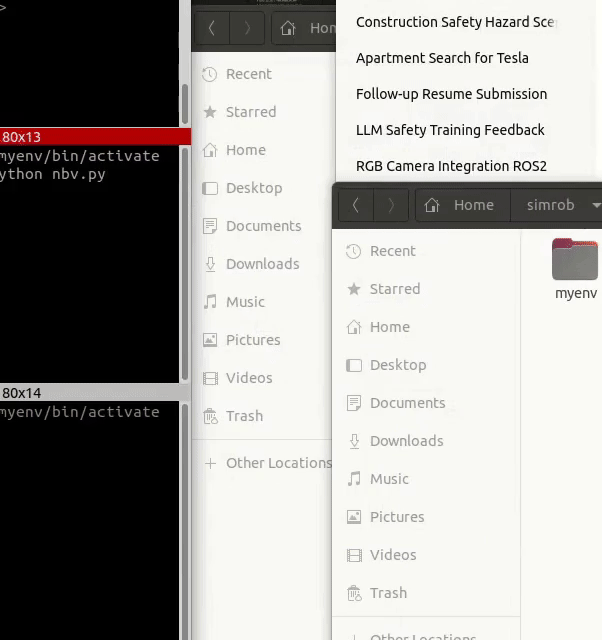 >
80x13
myenv/bin/activate
ython nbv.py
80x14
myenv/bin/activate
Hom
Recent
Starred
Home
Desktop
Documents
Downloads
Music
Pictures
Videos
Trash
Other Locations
Construction Safety Hazard Sce
Apartment Search for Tesla
Follow-up Resume Submission
LLM Safety Training Feedback
RGB Camera Integration ROS2
Home simrob
Recent
Starred
Home
Desktop
Documents
Downloads
Music
Pictures
Videos
Trash
Other Locations
myenv